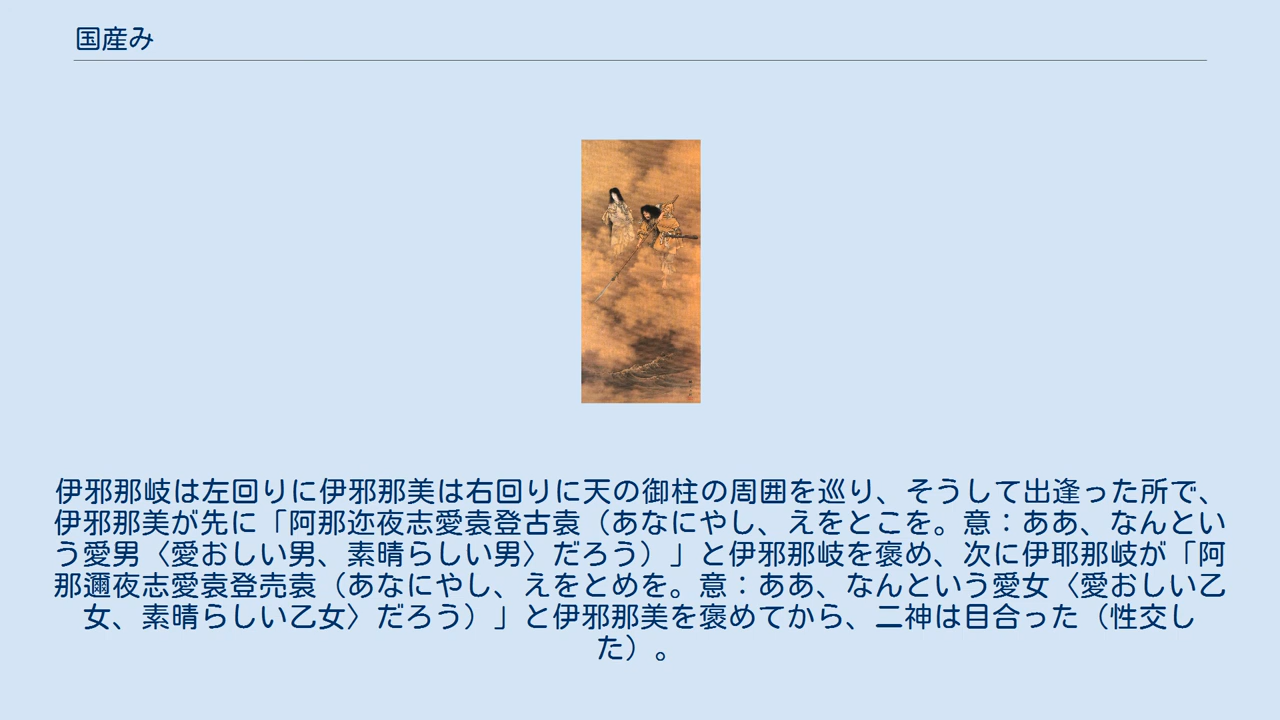 国産み
伊邪那岐は左回りに伊邪那美は右回りに天の御柱の周囲を巡り、そうして出逢った所で、
伊邪那美が先に「阿那迩夜志愛袁登古袁（あなにやし、えをとこを。意：ああ、なんとい
う愛男〈愛おしい男、素晴らしい男〉だろう）」と伊邪那岐を褒め、次に伊耶那岐が「阿
那邇夜志愛袁登売袁（あなにやし、えをとめを。意：ああ、なんという愛女〈愛おしい乙
女、素晴らしい乙女〉だろう）」と伊邪那美を褒めてから、二神は目合った（性交し
た）。